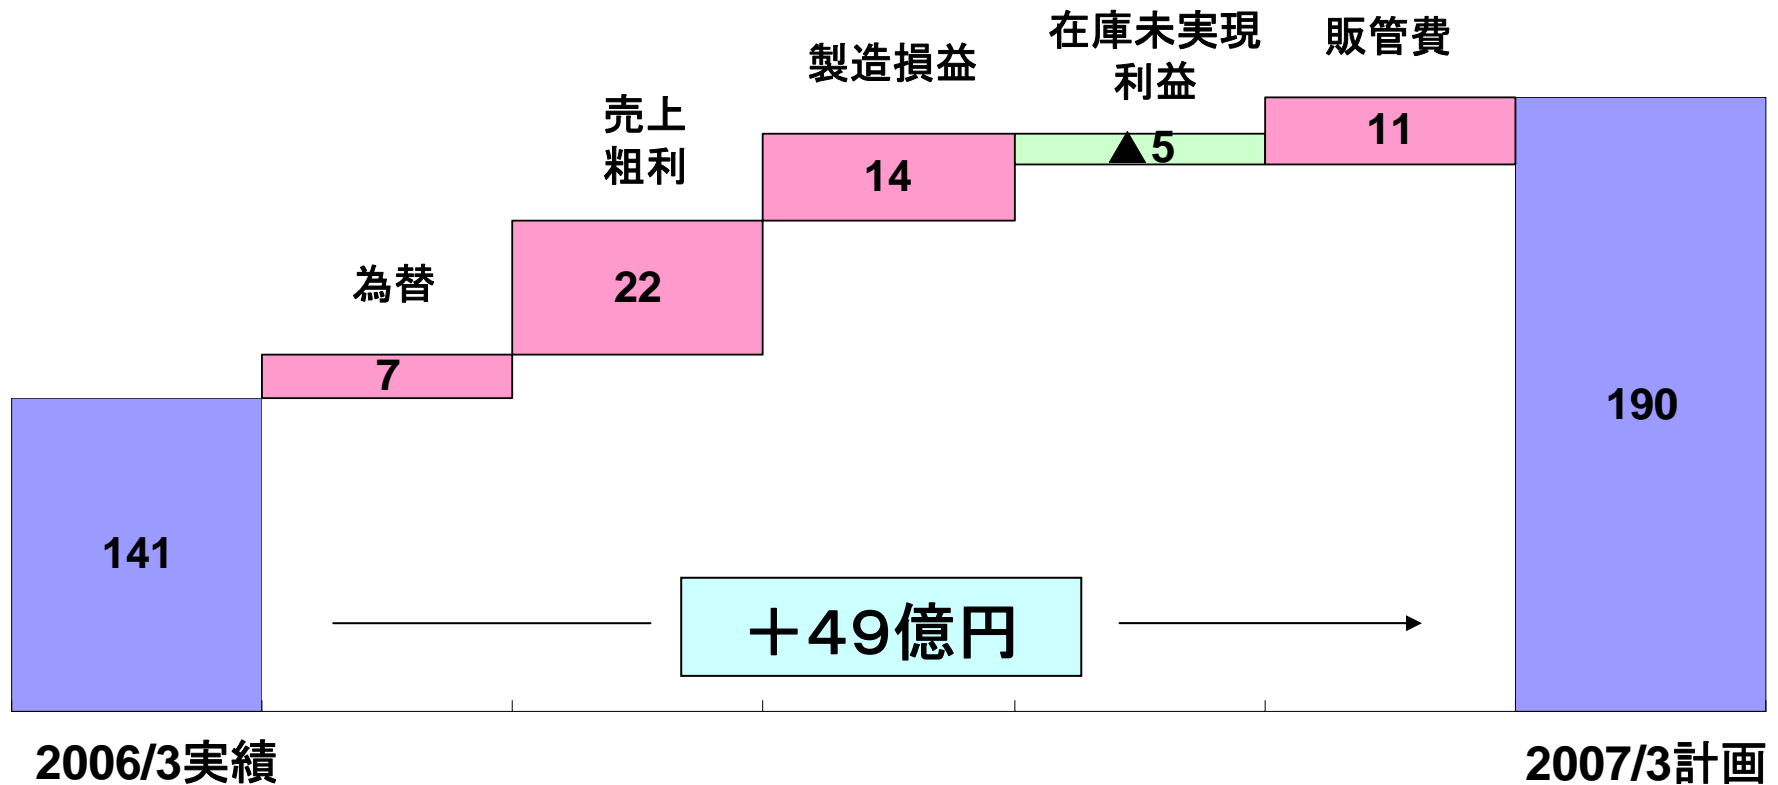 在庫未実現
利益
販管費
製造損益
売上
粗利
為替
141
7
22
14
▲5
11
190
＋４９億円
2006/3実績
2007/3計画